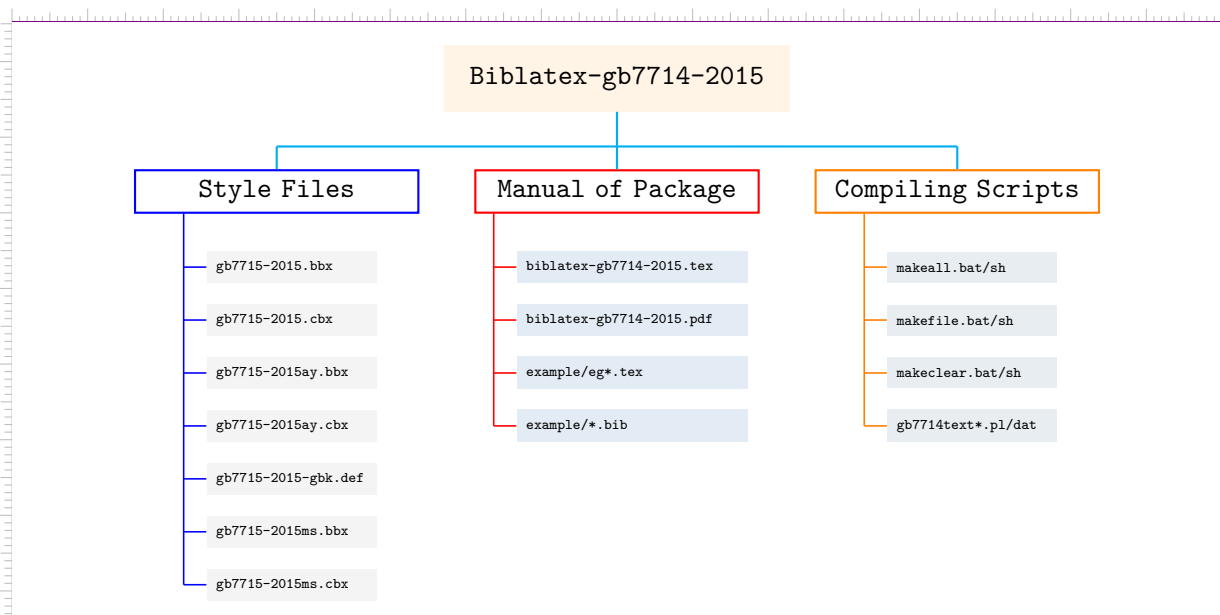 Biblatex-gb7714-2015
Style Files
gb7715-2015.bbx
gb7715-2015.cbx
gb7715-2015ay.bbx
gb7715-2015ay.cbx
gb7715-2015-gbk.def
gb7715-2015ms.bbx
gb7715-2015ms.cbx
Manual of Package
biblatex-gb7714-2015.tex
biblatex-gb7714-2015.pdf
example/eg*.tex
example/*.bib
Compiling Scripts
makeall.bat/sh
makefile.bat/sh
makeclear.bat/sh
gb7714text*.pl/dat